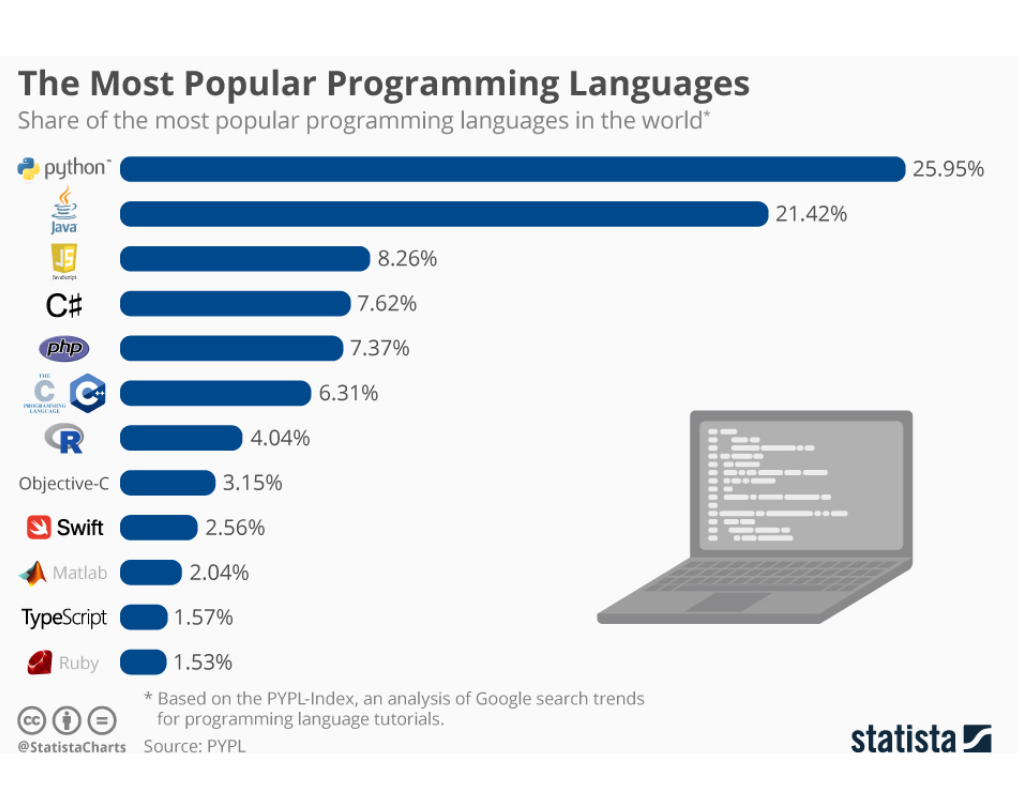 The Most Popular Programming Languages
Share of the most popular programming languages in the world*
python™ 25.95%
Java 21.42%
JS
JavaScript 8.26%
C# 7.62%
php 7.37%
THE
C
PROGRAMMING
LANGUAGE C++ 6.31%
R 4.04%
Objective-C 3.15%
Swift 2.56%
Matlab 2.04%
TypeScript 1.57%
Ruby 1.53%
* Based on the PYPL-Index, an analysis of Google search trends
for programming language tutorials.
cc =
@StatistaCharts Source: PYPL
statista